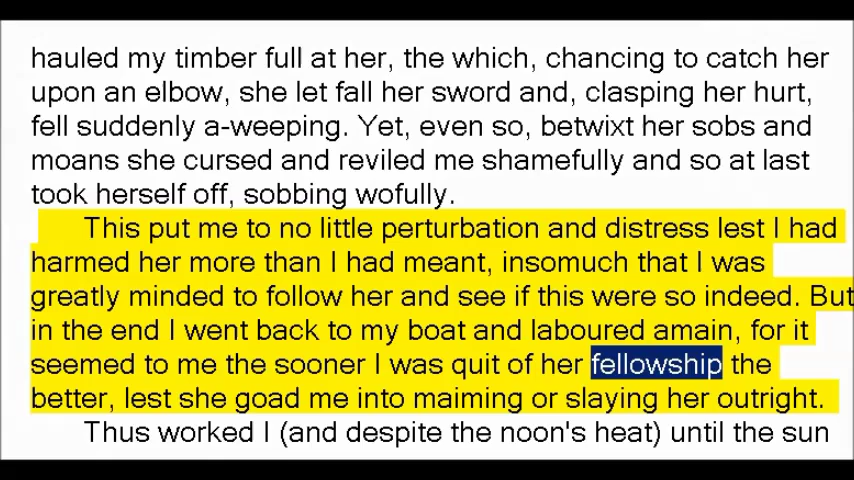 hauled my timber full at her, the which, chancing to catch her
upon an elbow, she let fall her sword and, clasping her hurt,
fell suddenly a-weeping. Yet, even so, betwixt her sobs and
moans she cursed and reviled me shamefully and so at last
took herself off, sobbing wofully.
This put me to no little perturbation and distress lest I had
harmed her more than I had meant, insomuch that I was
greatly minded to follow her and see if this were so indeed. But
in the end I went back to my boat and laboured amain, for it
seemed to me the sooner I was quit of her fellowship the
better, lest she goad me into maiming or slaying her outright.
Thus worked I (and despite the noon's heat) until the sun